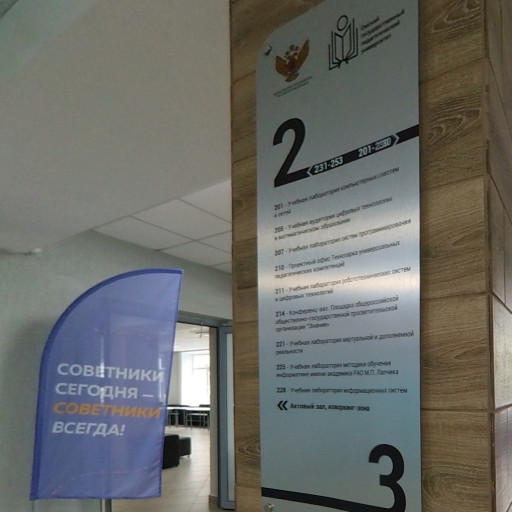 Омский
государственный
педагогический
университет
2
231-253
201-230
201 - Учебная лаборатория компьютерных систем
и сетей
205 - Учебная аудитория цифровых технологий
в математическом образовании
207 - Учебная лаборатория систем программирования
210 - Проектный офис Технопарка универсальных
педагогических компетенций
211 - Учебная лаборатория робототехнических систем
и цифровых технологий
214 - Конференц-зал. Площадка общероссийской
общественно-государственной просветительской
организации "Знание"
221 - Учебная лаборатория виртуальной и дополненной
реальности
225 - Учебная лаборатория методики обучения
информатике имени академика РАО М.П. Лапчика
228 - Учебная лаборатория информационных систем
Актовый зал, коворкинг-зона
3
СОВЕТНИКИ
СЕГОДНЯ —
СОВЕТНИКИ
ВСЕГДА!